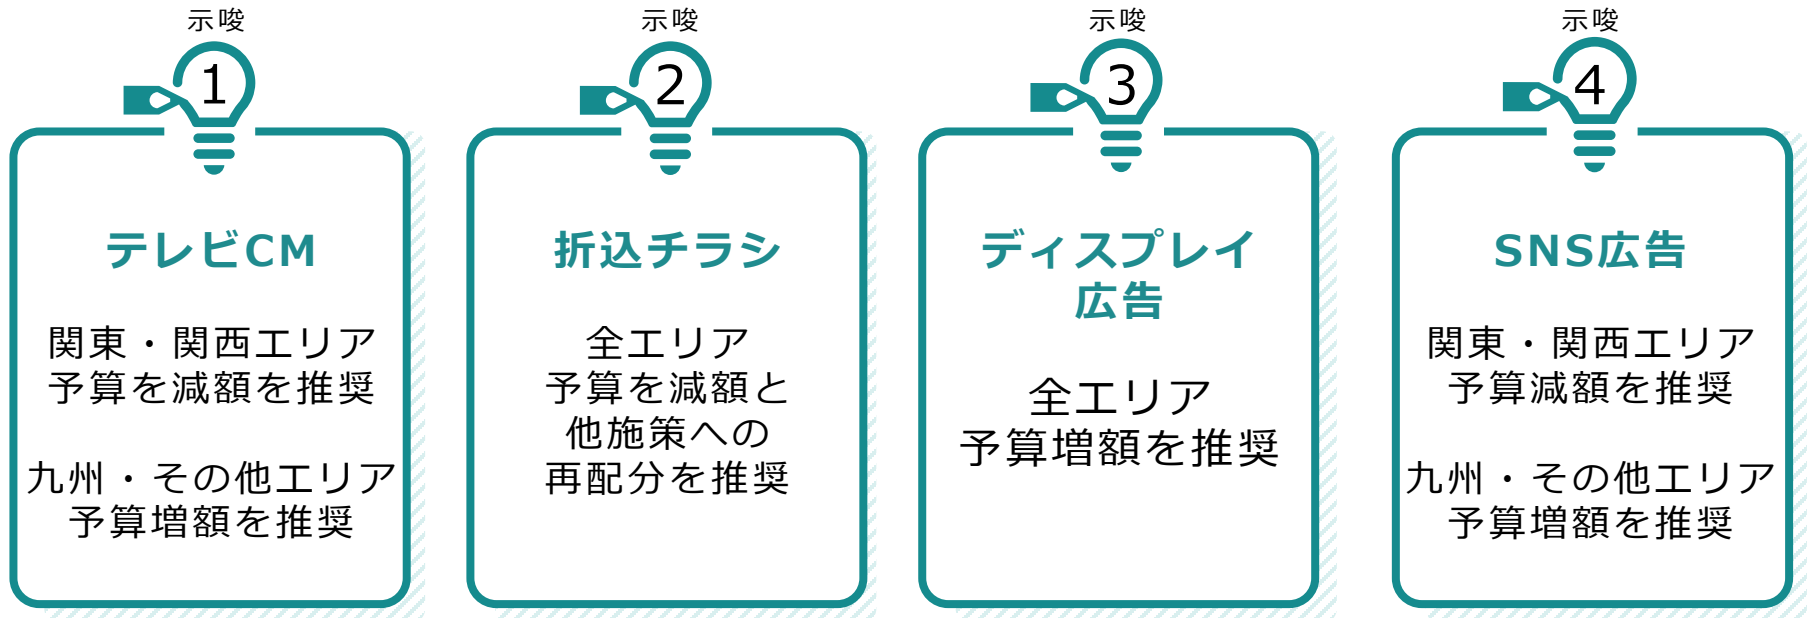 示唆
1
テレビCM
関東・関西エリア
予算を減額を推奨
九州・その他エリア
予算増額を推奨
示唆
2
折込チラシ
全エリア
予算を減額と
他施策への
再配分を推奨
示唆
3
ディスプレイ
広告
全エリア
予算増額を推奨
示唆
4
SNS広告
関東・関西エリア
予算減額を推奨
九州・その他エリア
予算増額を推奨